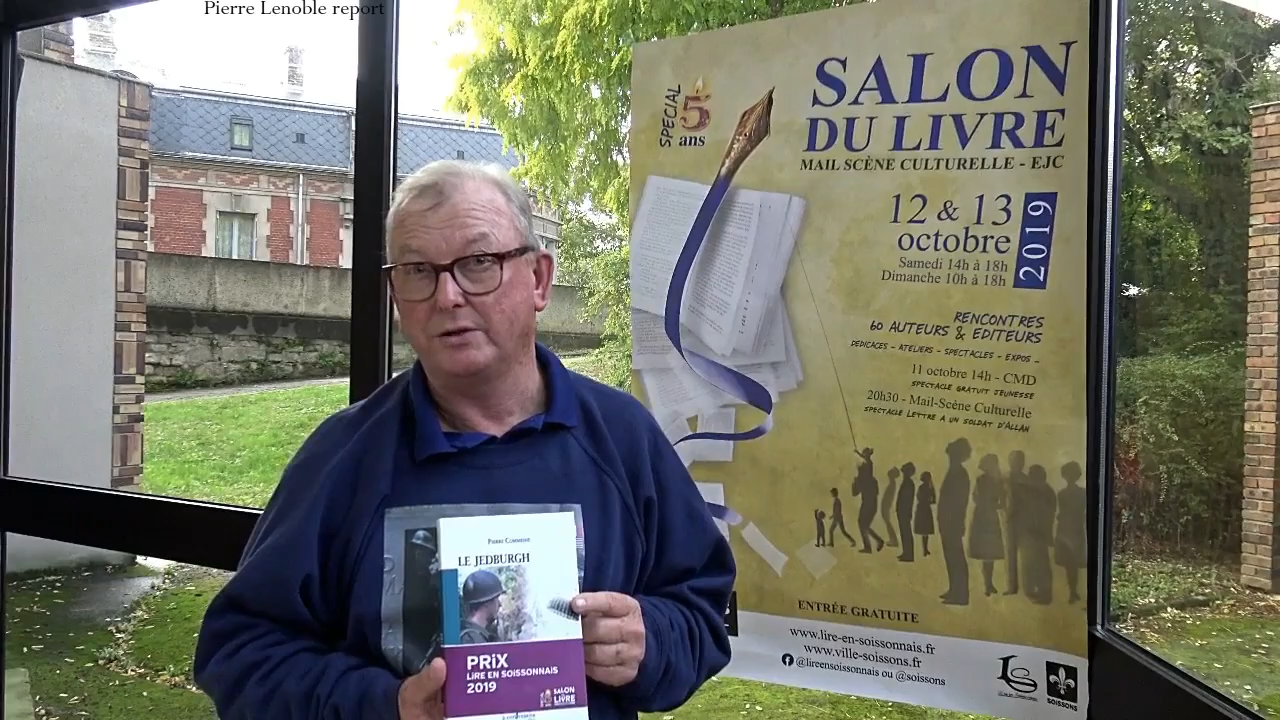 Pierre Lenoble report
SPECIAL
5
ans
SALON
DU LIVRE
MAIL SCÈNE CULTURELLE - EJC
12 & 13
octobre
2019
Samedi 14h à 18h
Dimanche 10h à 18h
RENCONTRES
60 AUTEURS & EDITEURS
DEDICACES - ATELIERS - SPECTACLES - EXPOS _
11 octobre 14h - CMD
SPECTACLE GRATUIT JEUNESSE
20h30 - Mail-Scène Culturelle
SPECTACLE LETTRE A UN SOLDAT D'ALLAN
ENTRÉE GRATUITE
www.lire-en-soissonnais.fr
www.ville-soissons.fr
@lireensoissonnais ou @soissons
LS
SOISSONS
LE JEDBURGH
PRiX
LiRE EN SOISSONNAIS
2019
SALON
DU LIVRE